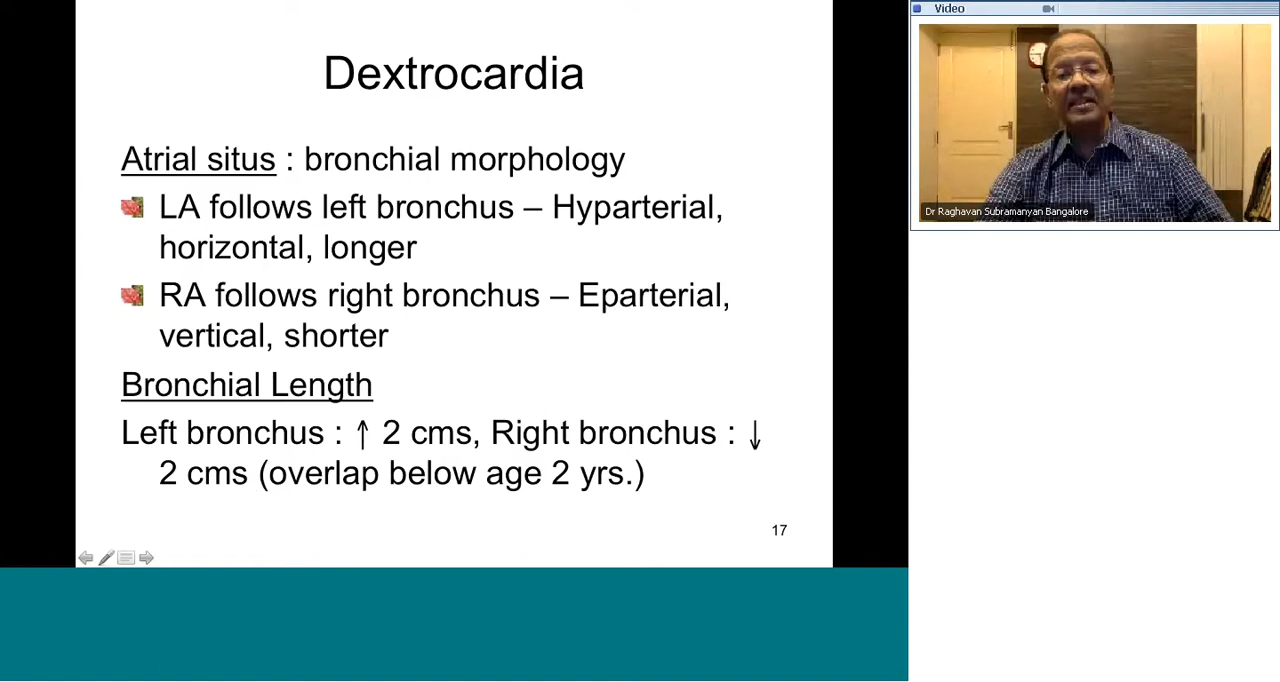 Dextrocardia
Atrial situs : bronchial morphology
LA follows left bronchus – Hyparterial,
horizontal, longer
RA follows right bronchus – Eparterial,
vertical, shorter
Bronchial Length
Left bronchus : ↑ 2 cms, Right bronchus : ↓
2 cms (overlap below age 2 yrs.)
17
Video
Dr Raghavan Subramanyan Bangalore